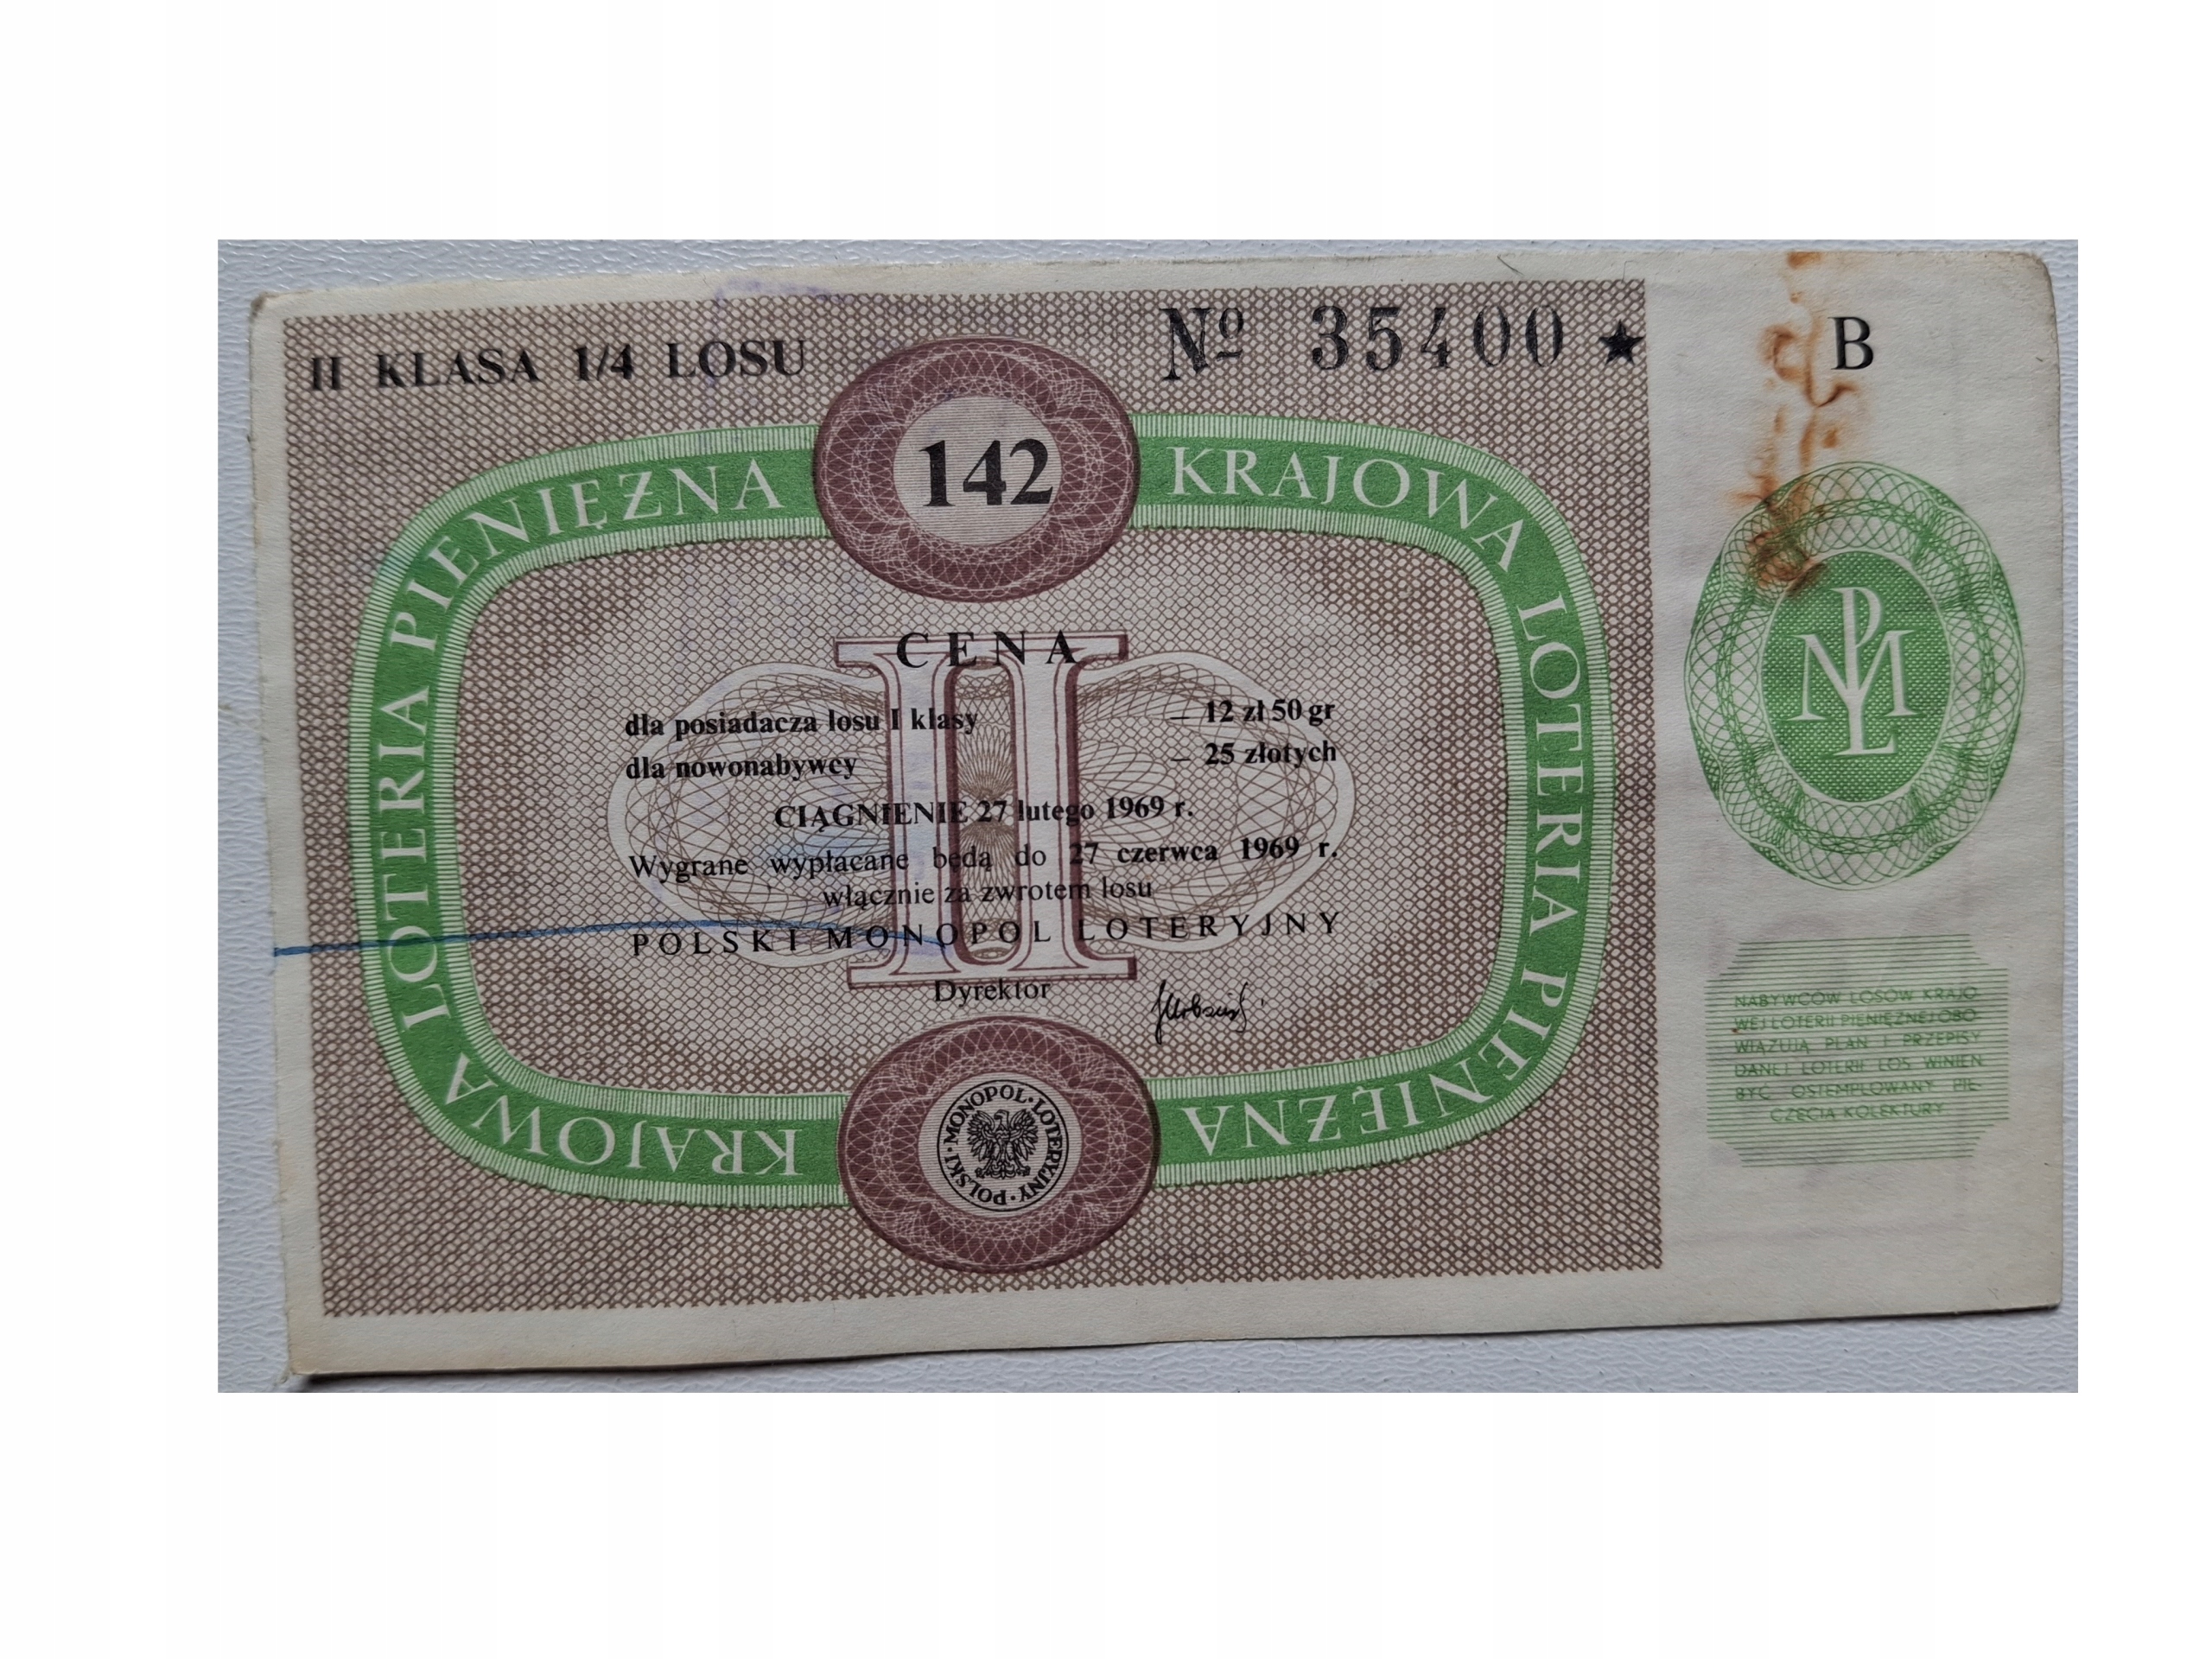 II KLASA 1/4 LOSU
№ 35400 ★
B
142
KRAJOWA LOTERIA PIENIĘŻNA
KRAJOWA LOTERIA PIENIĘŻNA
II
CENA
dla posiadacza losu I klasy – 12 zł 50 gr
dla nowonabywcy – 25 złotych
CIĄGNIENIE 27 lutego 1969 r.
Wygrane wypłacane będą do 27 czerwca 1969 r.
włącznie za zwrotem losu
POLSKI MONOPOL LOTERYJNY
Dyrektor
POLSKI · MONOPOL · LOTERYJNY ·
PML
NABYWCÓW LOSÓW KRAJO
WEJ LOTERII PIENIĘŻNEJ OBO
WIĄZUJĄ PLAN I PRZEPISY
DANEJ LOTERII LOS WINIEN
BYĆ OSTEMPLOWANY PIE-
CZĘCIĄ KOLEKTURY